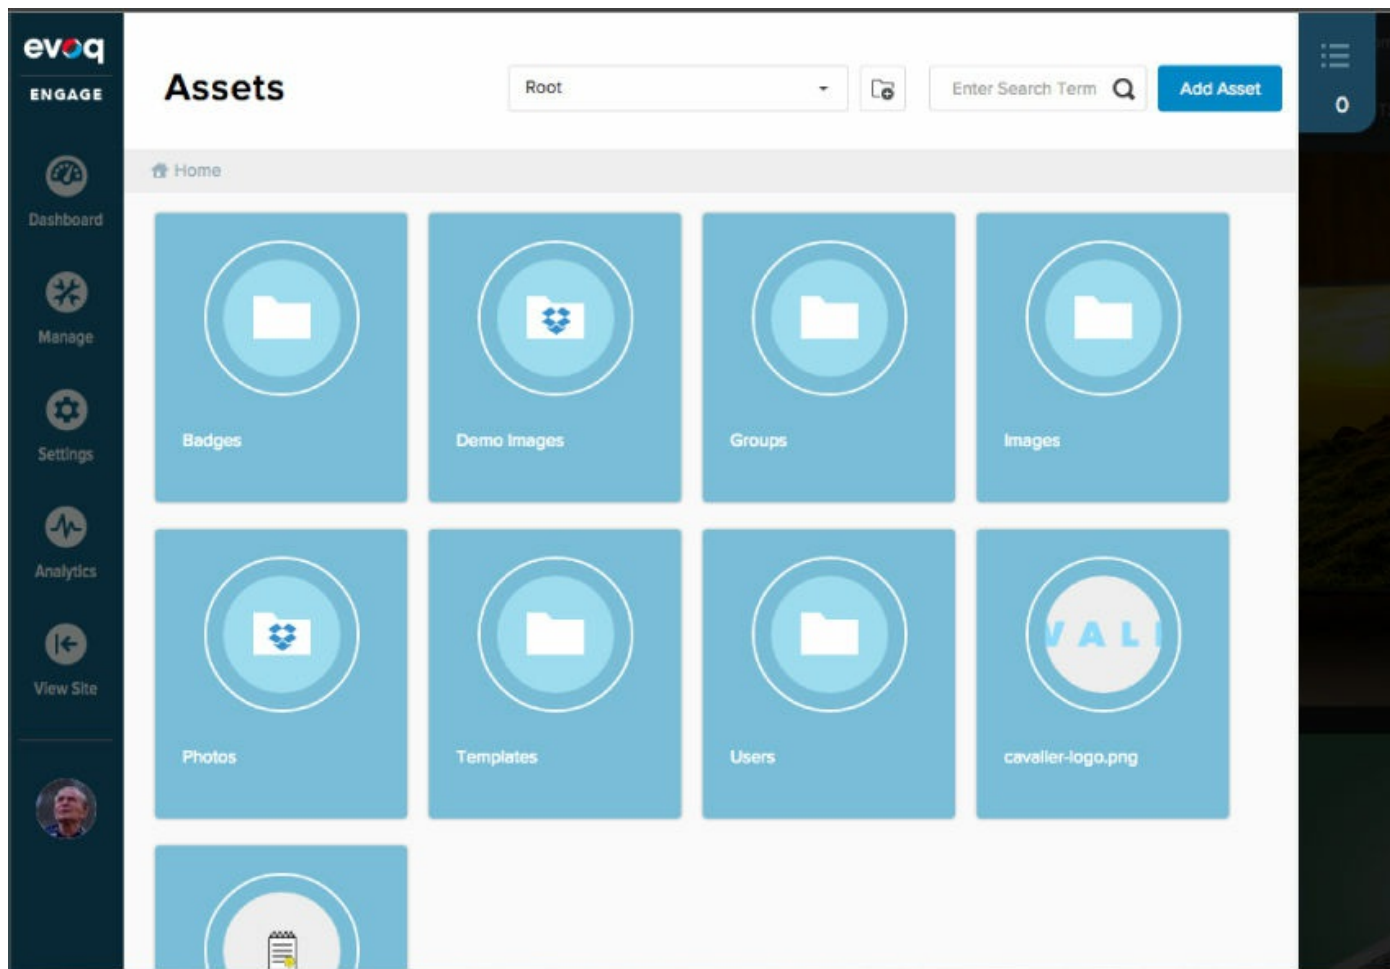 evoq
ENGAGE
Dashboard
Manage
Settings
Analytics
View Site
Assets
Root
Enter Search Term
Add Asset
0
Home
Badges
Demo Images
Groups
Images
Photos
Templates
Users
VAL
cavalier-logo.png